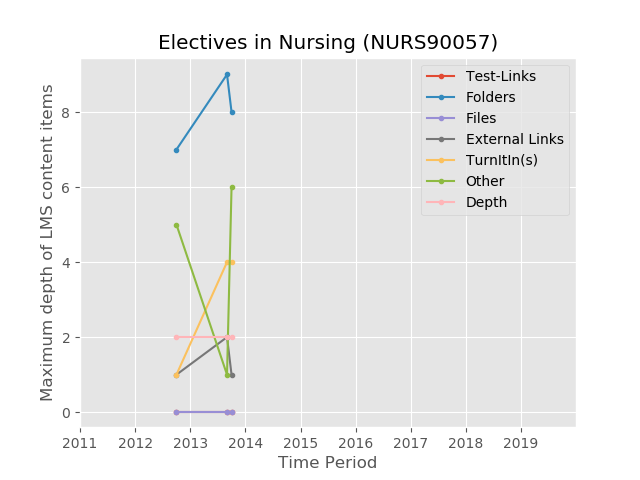 Electives in Nursing (NURS90057)
Test-Links
Folders
Files
External Links
TurnItIn(s)
Other
Depth
Maximum depth of LMS content items
8
6
4
2
0
2011 2012 2013 2014 2015 2016 2017 2018 2019
Time Period